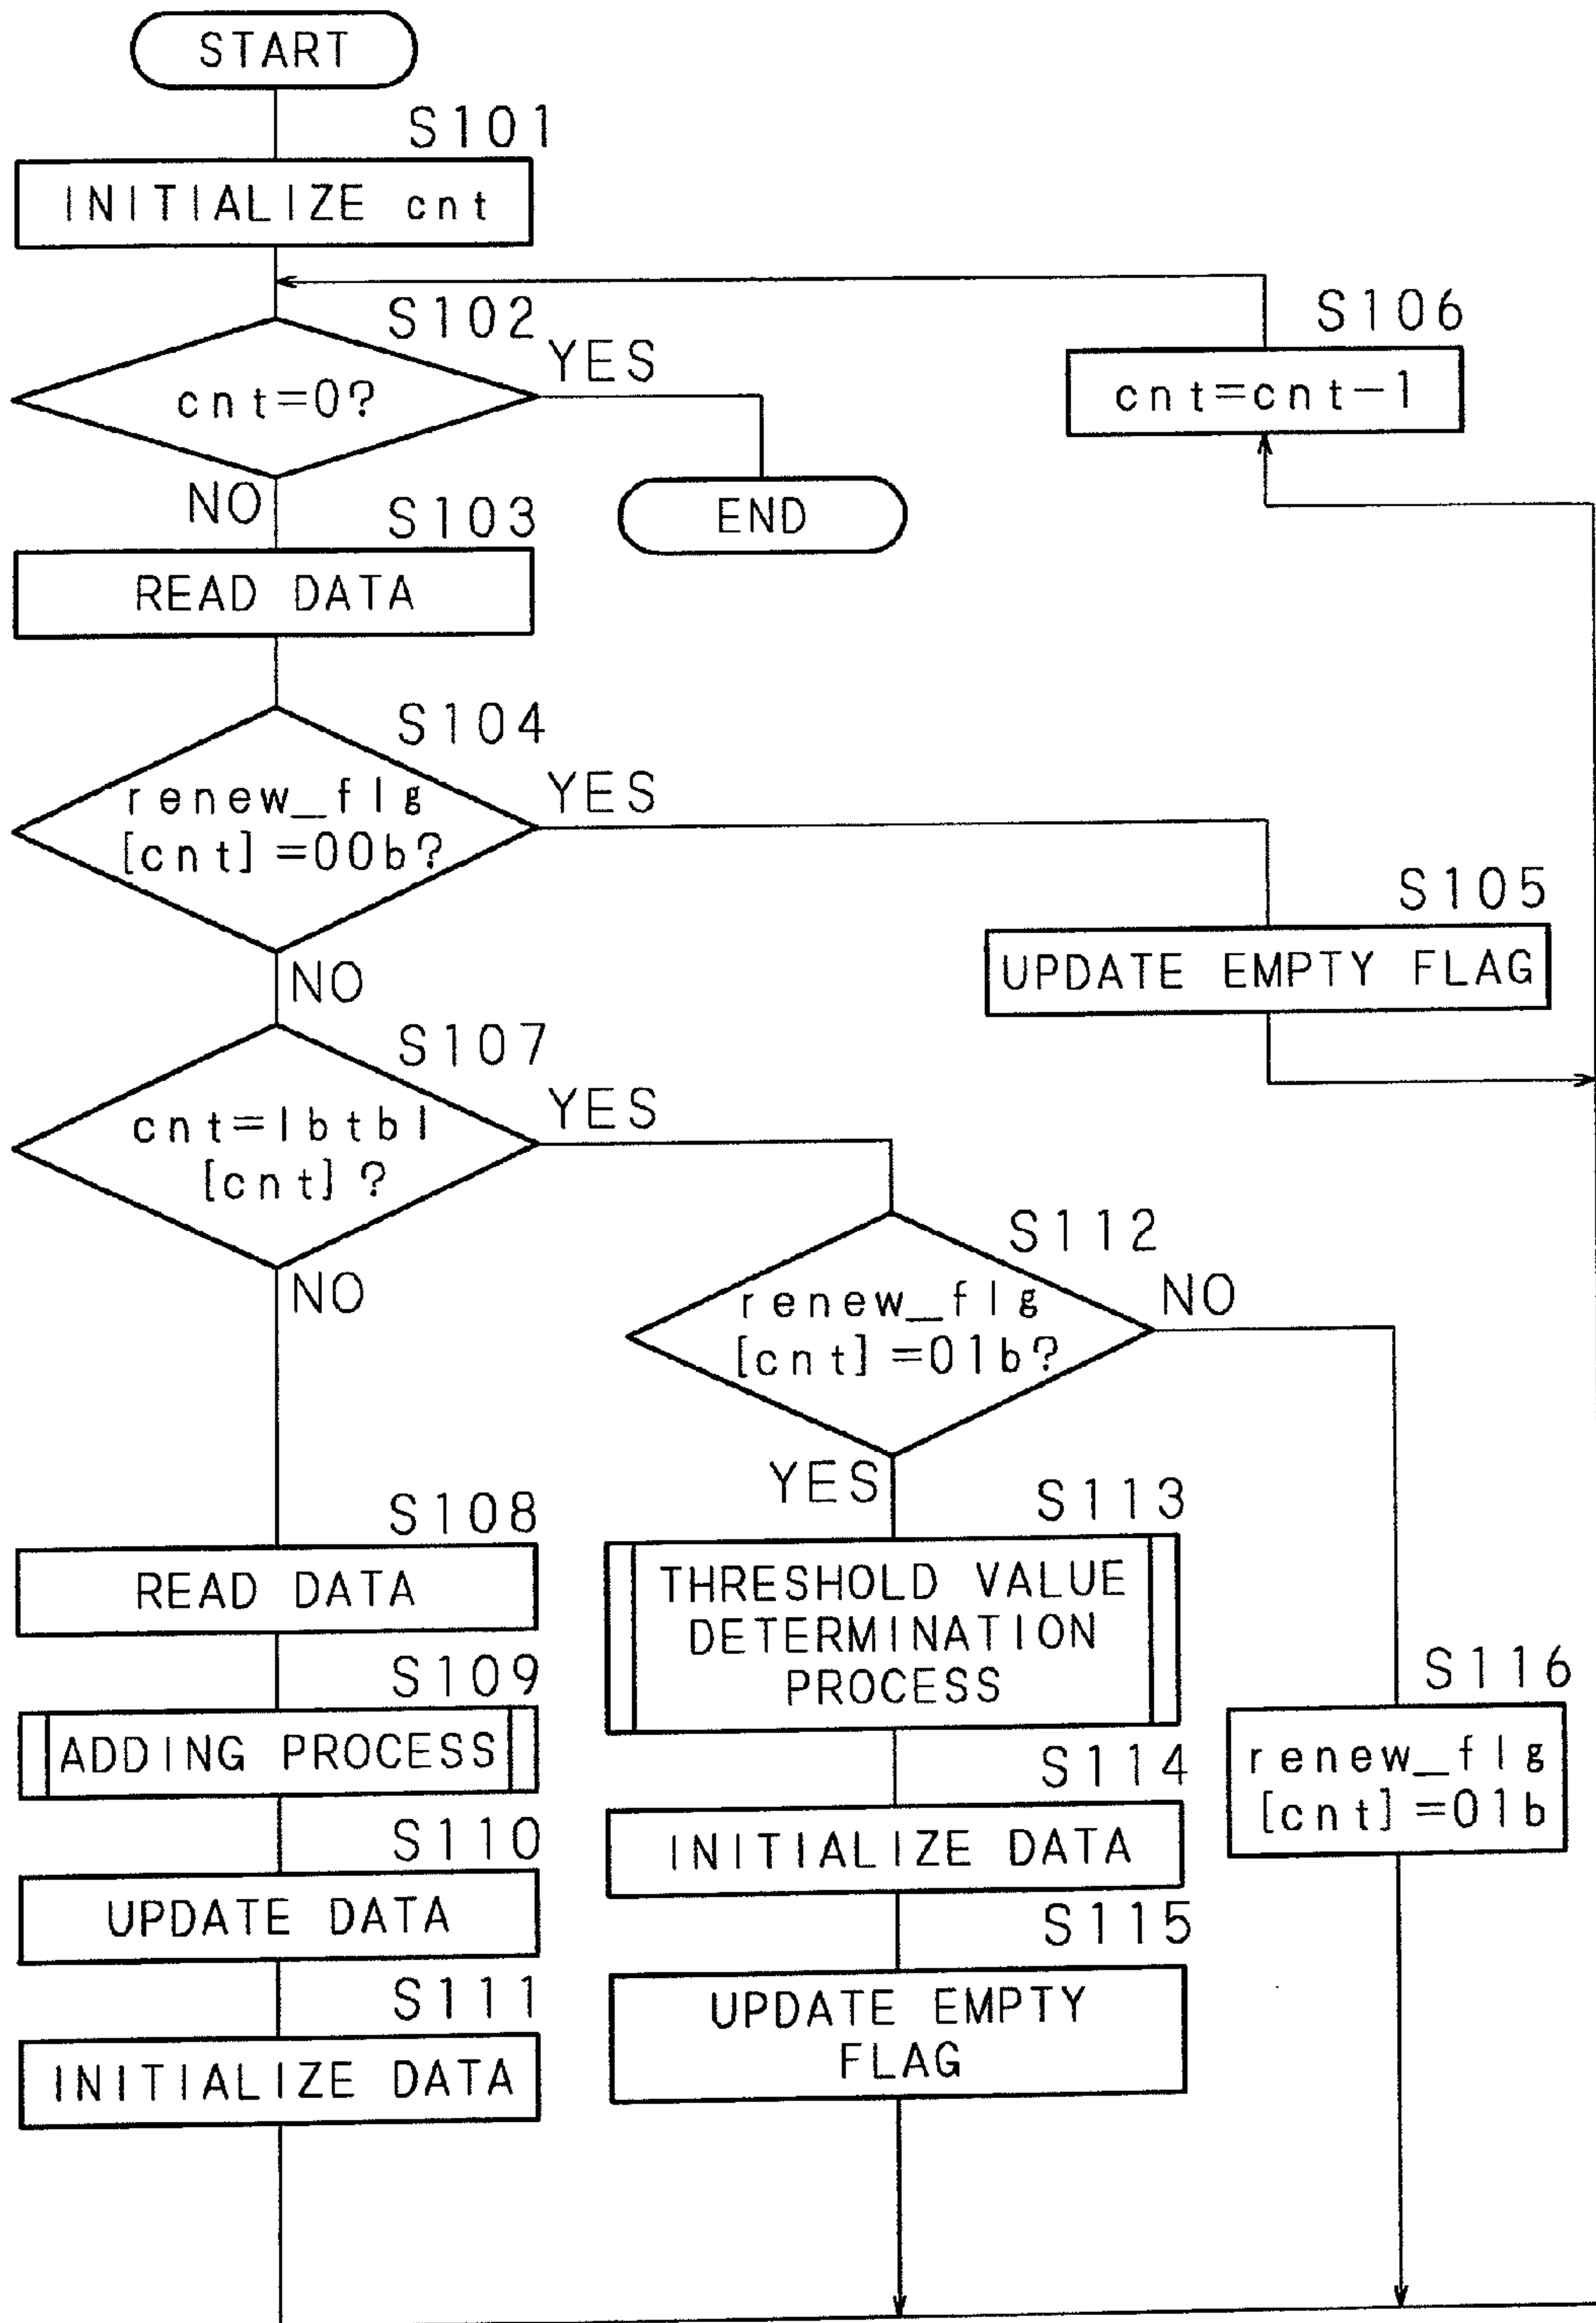 START
S101
INITIALIZE cnt
S102
cnt=0?
YES
NO
END
S106
cnt=cnt-1
S103
READ DATA
S104
renew_flg
[cnt]=00b?
YES
NO
S105
UPDATE EMPTY FLAG
S107
cnt=lbtbl
[cnt]?
YES
NO
S112
renew_flg
[cnt]=01b?
NO
YES
S108
READ DATA
S109
ADDING PROCESS
S110
UPDATE DATA
S111
INITIALIZE DATA
S113
THRESHOLD VALUE
DETERMINATION
PROCESS
S114
INITIALIZE DATA
S115
UPDATE EMPTY
FLAG
S116
renew_flg
[cnt]=01b